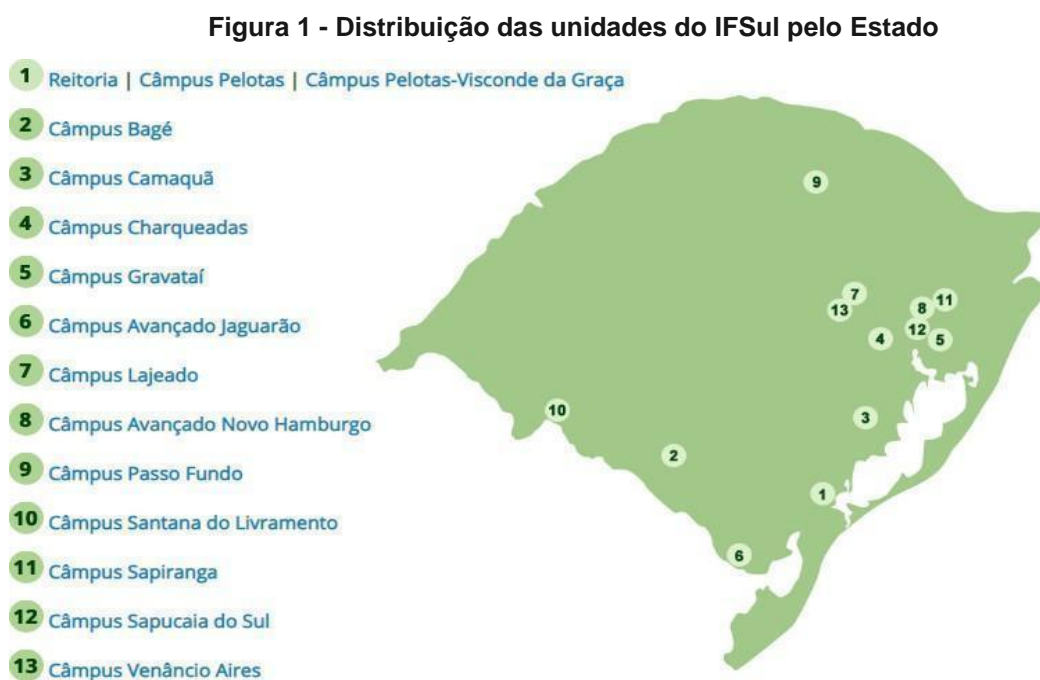 Figura 1 - Distribuição das unidades do IFSul pelo Estado
1 Reitoria | Câmpus Pelotas | Câmpus Pelotas-Visconde da Graça
2 Câmpus Bagé
3 Câmpus Camaquã
4 Câmpus Charqueadas
5 Câmpus Gravataí
6 Câmpus Avançado Jaguarão
7 Câmpus Lajeado
8 Câmpus Avançado Novo Hamburgo
9 Câmpus Passo Fundo
10 Câmpus Santana do Livramento
11 Câmpus Sapiranga
12 Câmpus Sapucaia do Sul
13 Câmpus Venâncio Aires
9
7
11
8
13
12
4
5
10
3
2
1
6